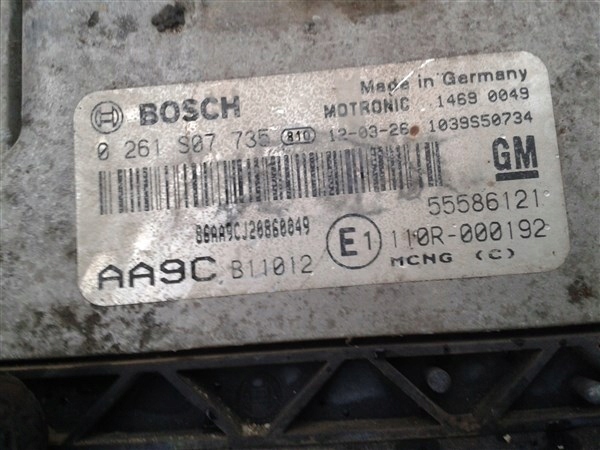 Made in Germany
BOSCH MOTRONIC 1469 0049
0 261 S07 735 810 12-03-26 1039S50734
GM
55586121
86AA9CJ20860049
E1 110R-000192
AA9C B11012 MCNG (C)